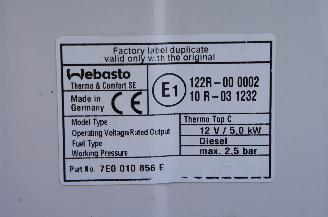 Factory label duplicate
valid only with the original
Webasto
Thermo & Comfort SE
Made in
Germany
CE
E1
122R-00 0002
10 R-03 1232
Model Type
Thermo Top C
Operating Voltage/Rated Output
12 V / 5,0 kW
Fuel Type
Diesel
Working Pressure
max. 2,5 bar
Part No. 7E0 010 856 E